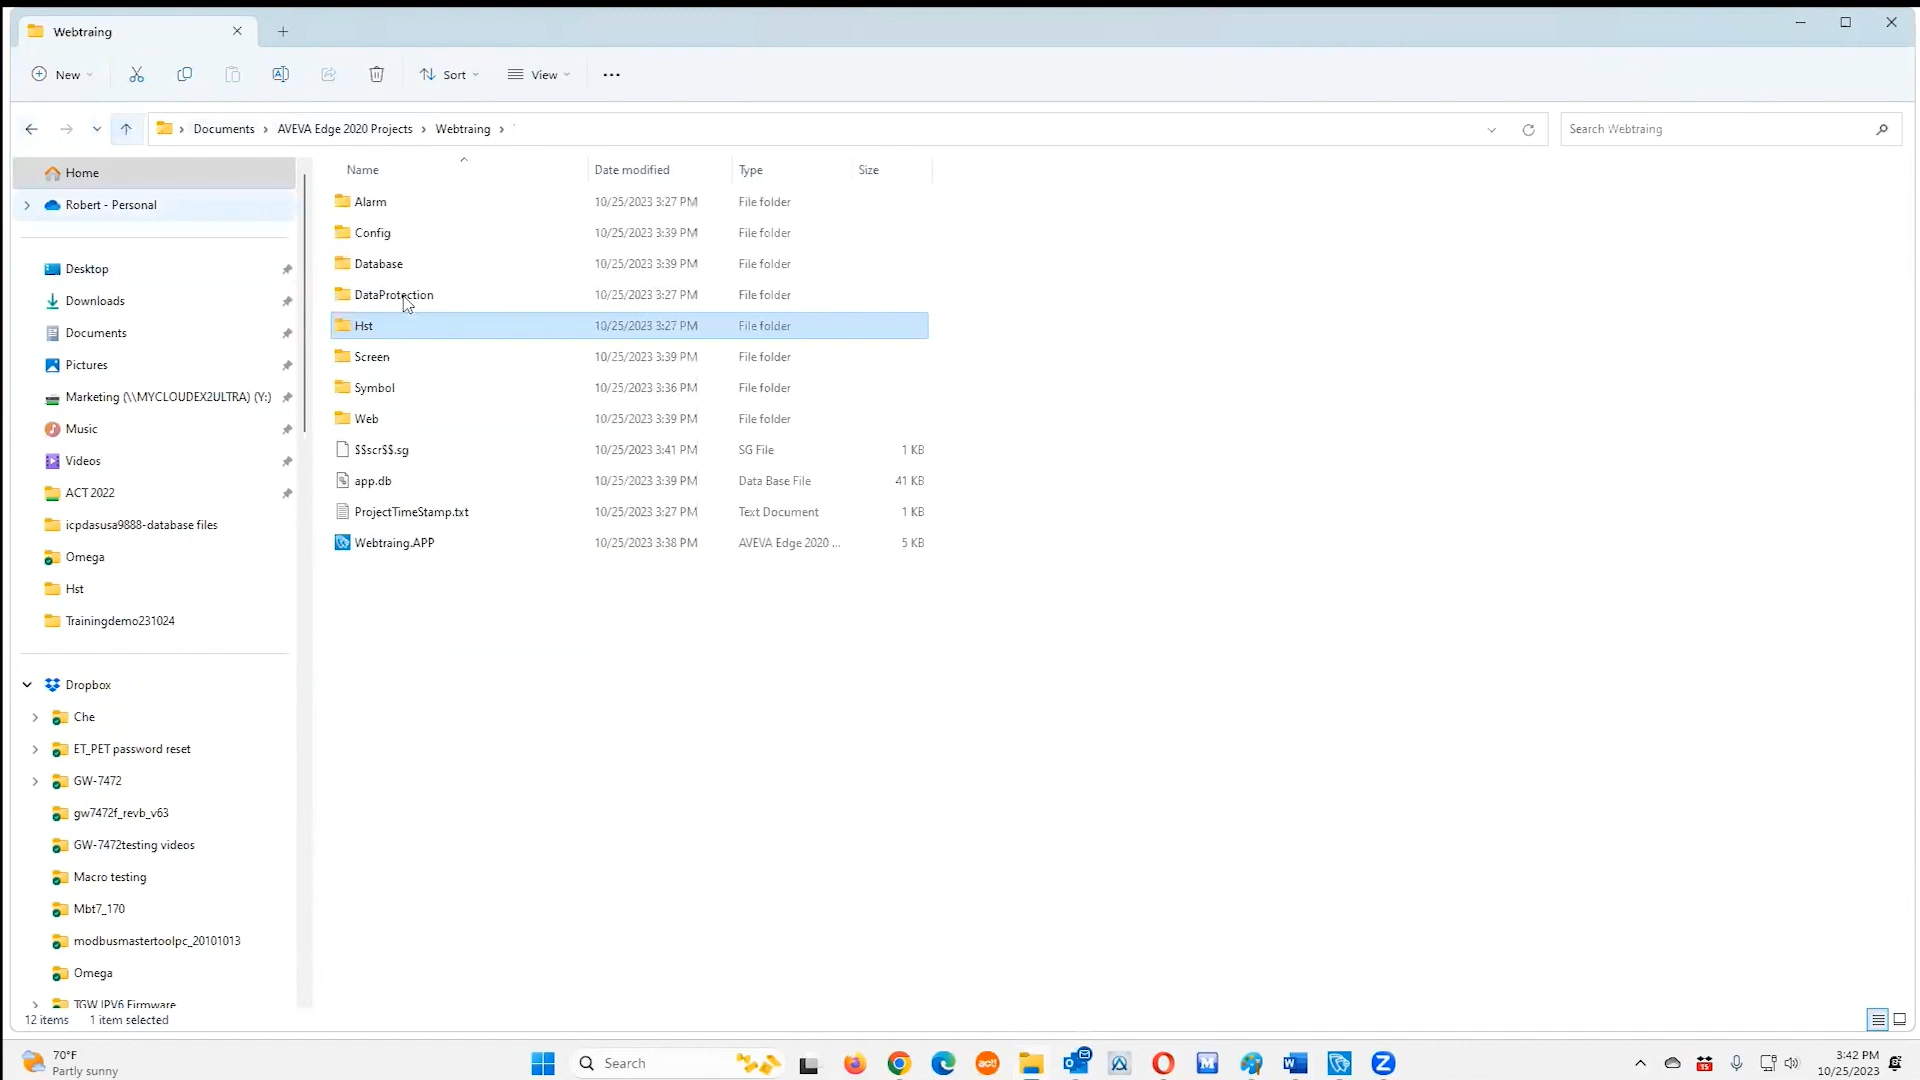 Webtraing
New
Sort
View
Documents > AVEVA Edge 2020 Projects > Webtraing >
Search Webtraing
Home
Robert - Personal
Desktop
Downloads
Documents
Pictures
Marketing (\\MYCLOUDEX2ULTRA) (Y:)
Music
Videos
ACT 2022
icpdasusa9888-database files
Omega
Hst
Trainingdemo231024
Dropbox
Che
ET_PET password reset
GW-7472
gw7472f_revb_v63
GW-7472testing videos
Macro testing
Mbt7_170
modbusmastertoolpc_20101013
Omega
TGW IPV6 Firmware
Name Date modified Type Size
Alarm 10/25/2023 3:27 PM File folder
Config 10/25/2023 3:39 PM File folder
Database 10/25/2023 3:39 PM File folder
DataProtection 10/25/2023 3:27 PM File folder
Hst 10/25/2023 3:27 PM File folder
Screen 10/25/2023 3:39 PM File folder
Symbol 10/25/2023 3:36 PM File folder
Web 10/25/2023 3:39 PM File folder
$$scr$$.sg 10/25/2023 3:41 PM SG File 1 KB
app.db 10/25/2023 3:39 PM Data Base File 41 KB
ProjectTimeStamp.txt 10/25/2023 3:27 PM Text Document 1 KB
Webtraing.APP 10/25/2023 3:38 PM AVEVA Edge 2020 ... 5 KB
12 items 1 item selected
70°F
Partly sunny
Search
act!
3:42 PM
10/25/2023